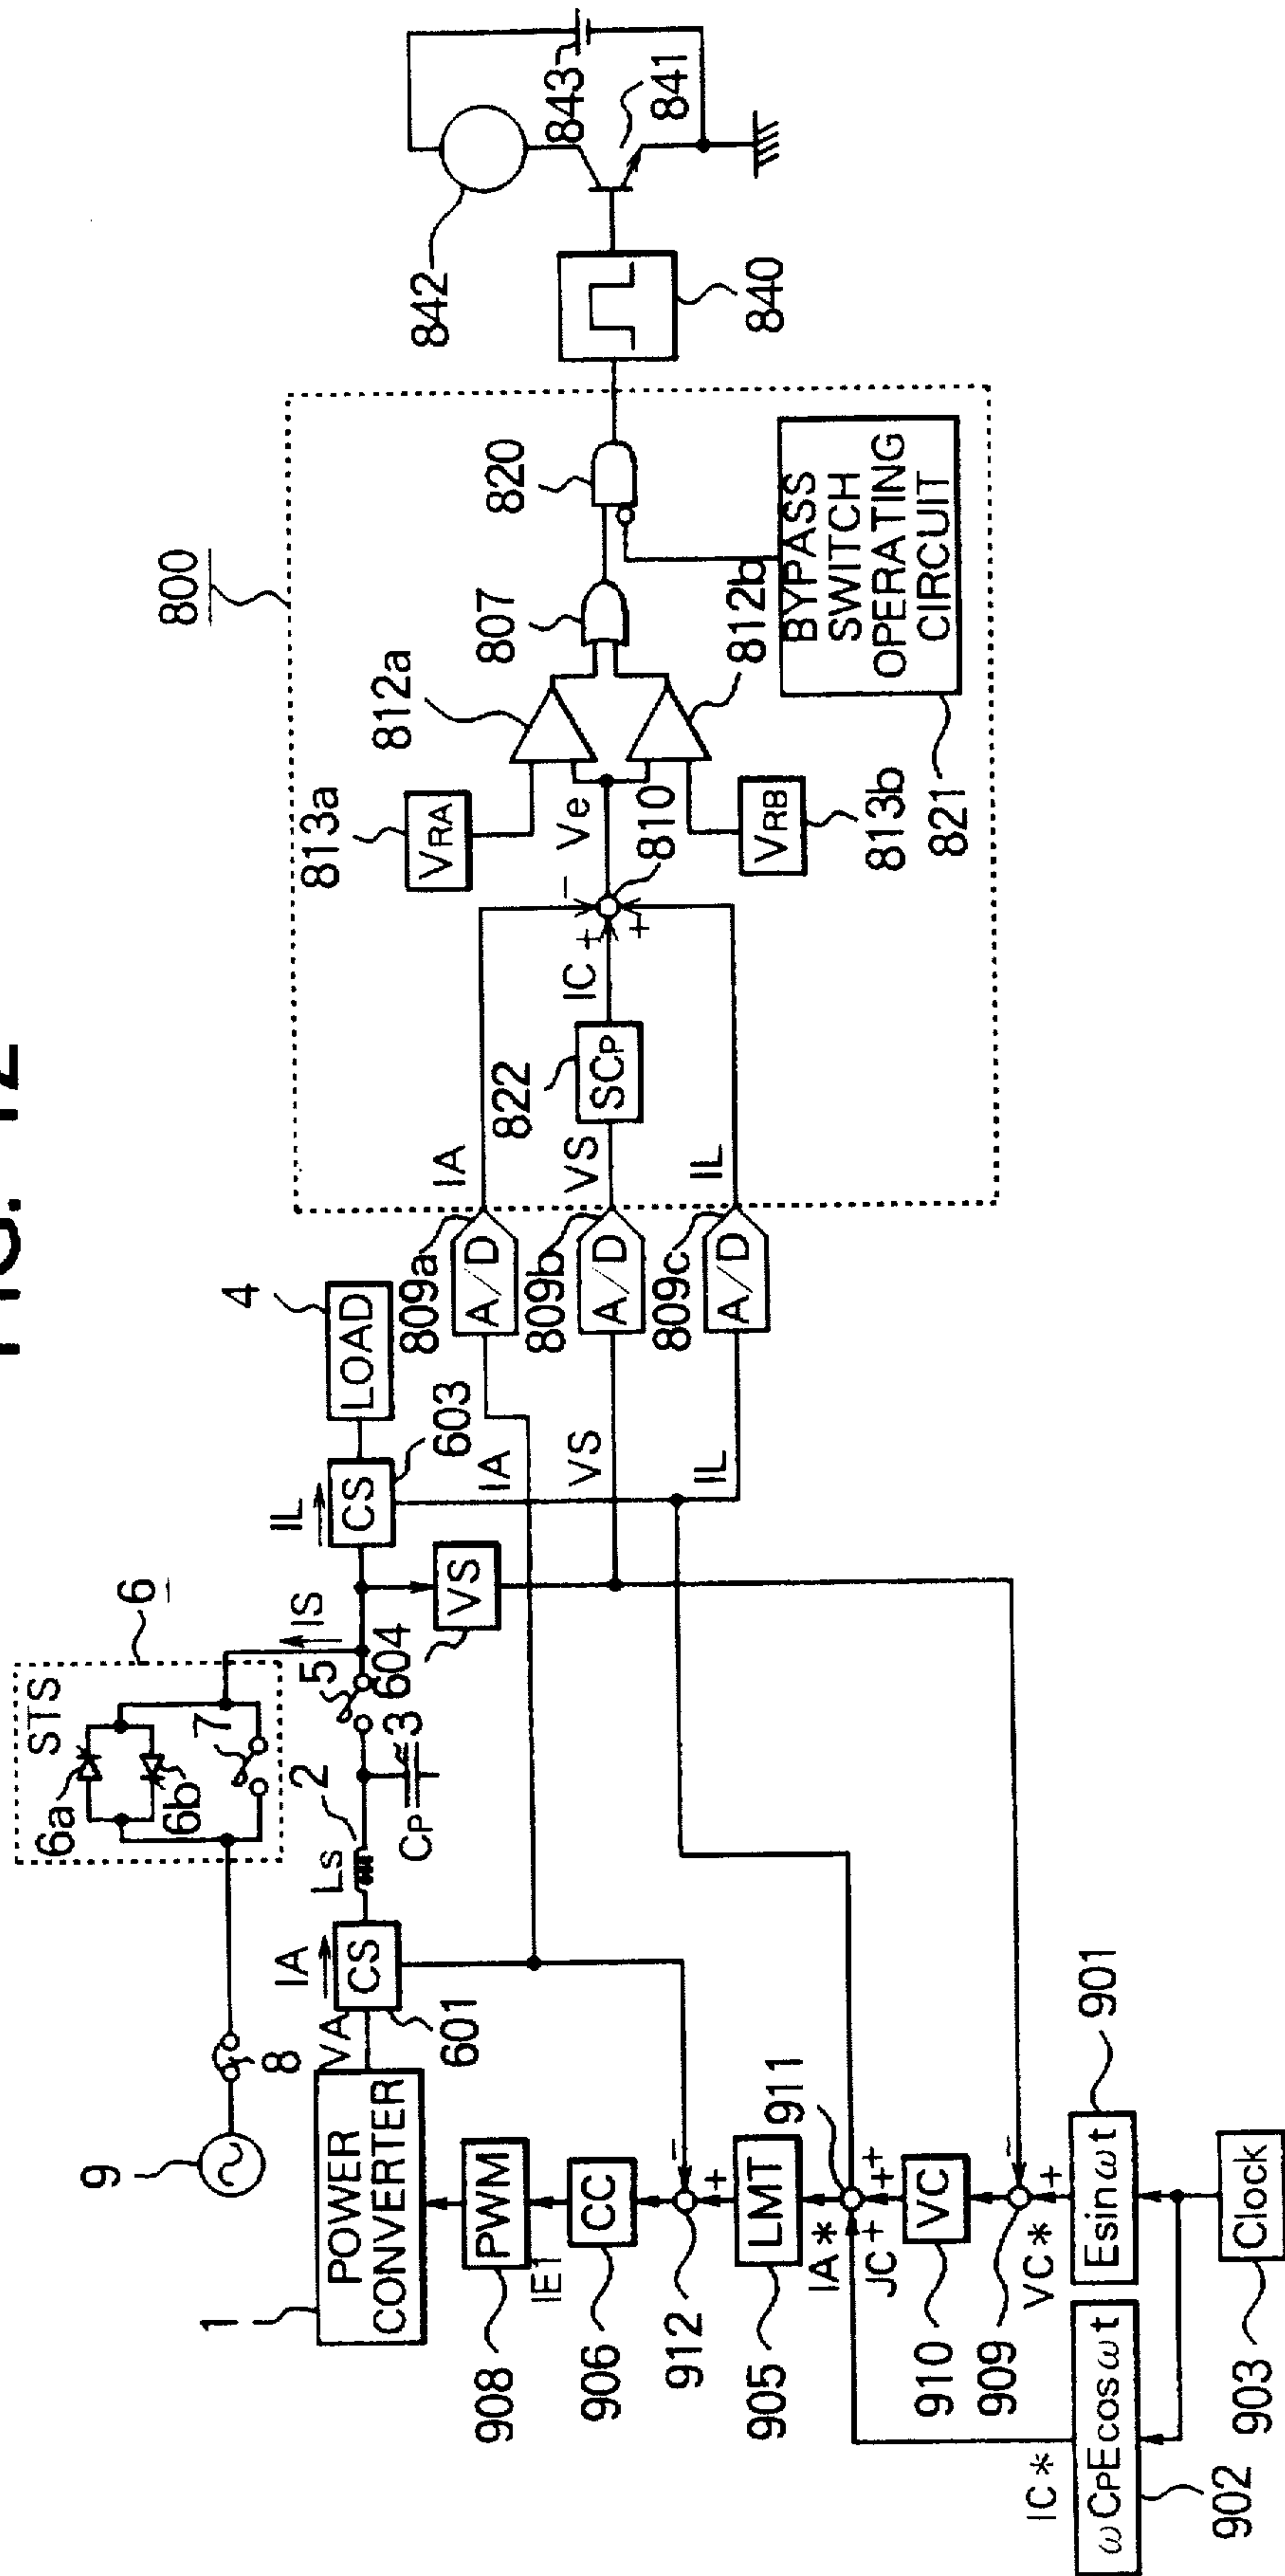 FIG. 12
STS
6
6a
6b
7
IS
9
8
IL
LOAD
4
CS
603
5
604
VS
2
Ls
3
CP
IA
VA
CS
601
1
POWER
CONVERTER
908
PWM
IE1
906
CC
912
-
+
905
LMT
911
IA*
JC
+
++
910
VC
909
VC*
-
+
Esinωt
901
IC*
ωCPEcosωt
902
903
Clock
IA
VS
IL
809a
A/D
809b
A/D
809c
A/D
800
IA
VS
IL
822
SCP
IC
-
+
+
810
Ve
813a
VRA
VRB
813b
812a
812b
807
820
BYPASS
SWITCH
OPERATING
CIRCUIT
821
840
842
843
841